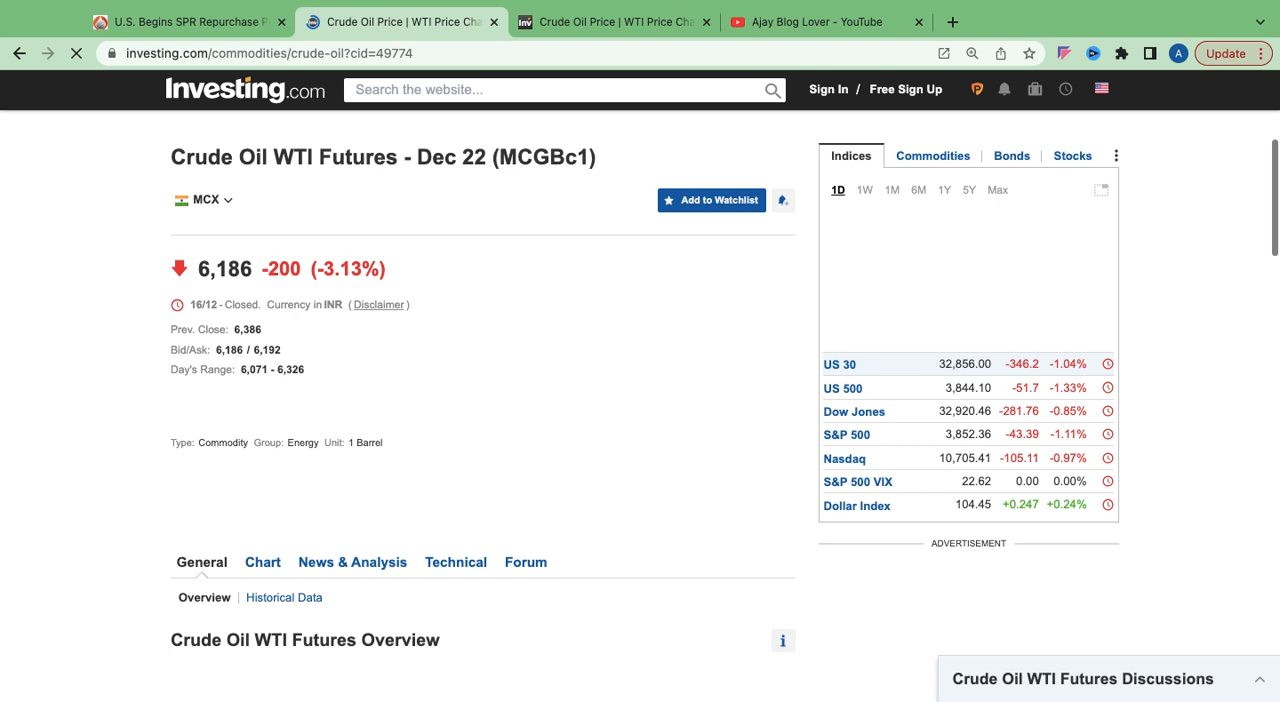 U.S. Begins SPR Repurchase P
Crude Oil Price | WTI Price Cha
Crude Oil Price | WTI Price Cha
Ajay Blog Lover - YouTube
investing.com/commodities/crude-oil?cid=49774
A
Update
Investing.com
Search the website...
Sign In / Free Sign Up
Crude Oil WTI Futures - Dec 22 (MCGBc1)
MCX
Add to Watchlist
6,186 -200 (-3.13%)
16/12 - Closed. Currency in INR ( Disclaimer )
Prev. Close: 6,386
Bid/Ask: 6,186 / 6,192
Day's Range: 6,071 - 6,326
Type: Commodity Group: Energy Unit: 1 Barrel
General Chart News & Analysis Technical Forum
Overview Historical Data
Crude Oil WTI Futures Overview
Indices Commodities Bonds Stocks
1D 1W 1M 6M 1Y 5Y Max
US 30 32,856.00 -346.2 -1.04%
US 500 3,844.10 -51.7 -1.33%
Dow Jones 32,920.46 -281.76 -0.85%
S&P 500 3,852.36 -43.39 -1.11%
Nasdaq 10,705.41 -105.11 -0.97%
S&P 500 VIX 22.62 0.00 0.00%
Dollar Index 104.45 +0.247 +0.24%
ADVERTISEMENT
Crude Oil WTI Futures Discussions